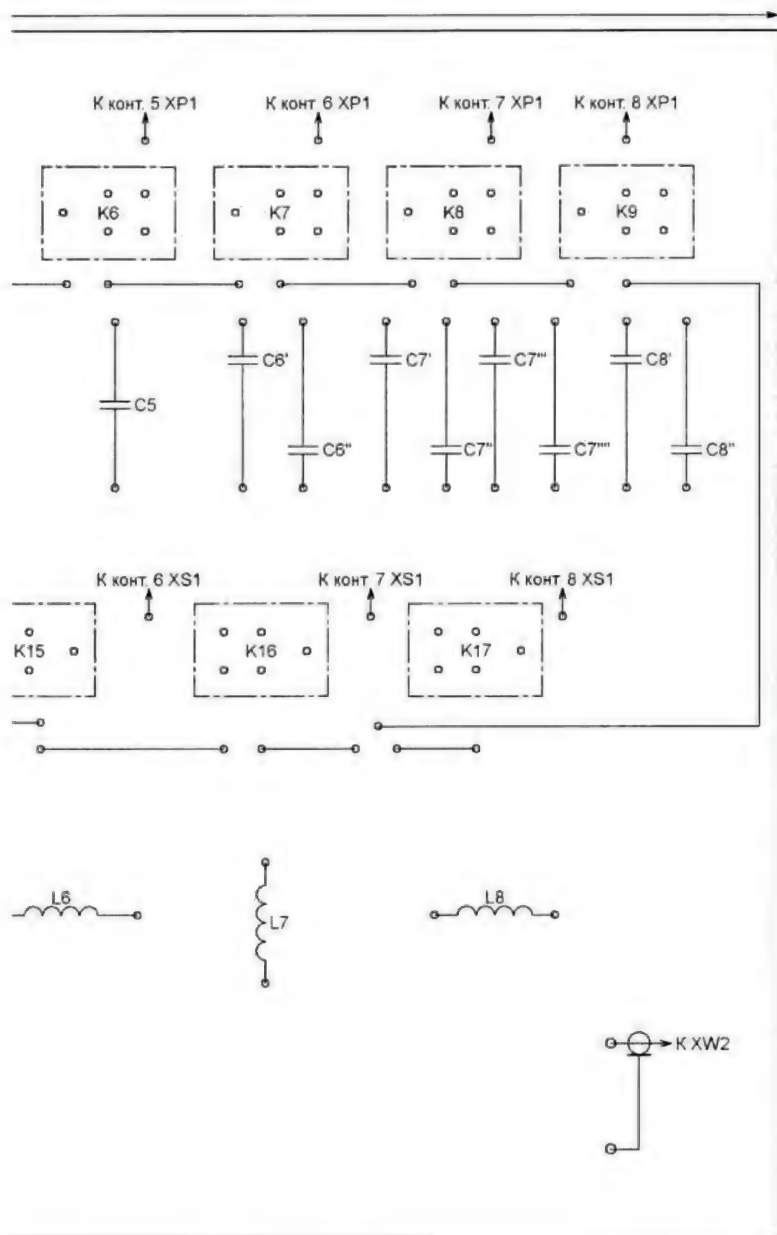 К конт. 5 XP1 К конт. 6 XP1 К конт. 7 XP1 К конт. 8 XP1
K6 K7 K8 K9
C6' C7' C7''' C8'
C5
C6'' C7'' C7'''' C8''
К конт. 6 XS1 К конт. 7 XS1 К конт. 8 XS1
K15 K16 K17
L6 L8
L7
К XW2